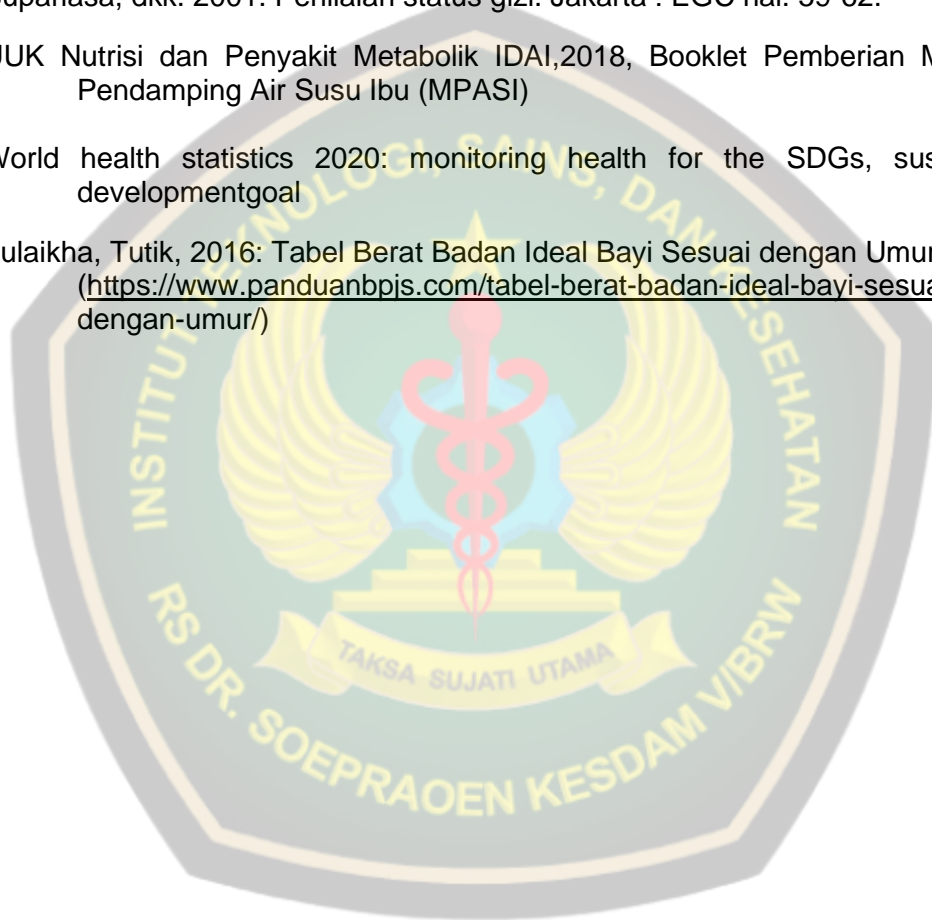 upariasa, dkk. 2001. Penilaian status gizi. Jakarta : EGC hal. 59-62.
UK Nutrisi dan Penyakit Metabolik IDAI,2018, Booklet Pemberian M
Pendamping Air Susu Ibu (MPASI)
World health statistics 2020: monitoring health for the SDGs, sus
developmentgoal
ulaikha, Tutik, 2016: Tabel Berat Badan Ideal Bayi Sesuai dengan Umur
(https://www.panduanbpjs.com/tabel-berat-badan-ideal-bayi-sesua
dengan-umur/)
INSTITUT TEKNOLOGI, SAINS, DAN KESEHATAN
TAKSA SUJATI UTAMA
RS DR. SOEPRAOEN KESDAM V/BRW